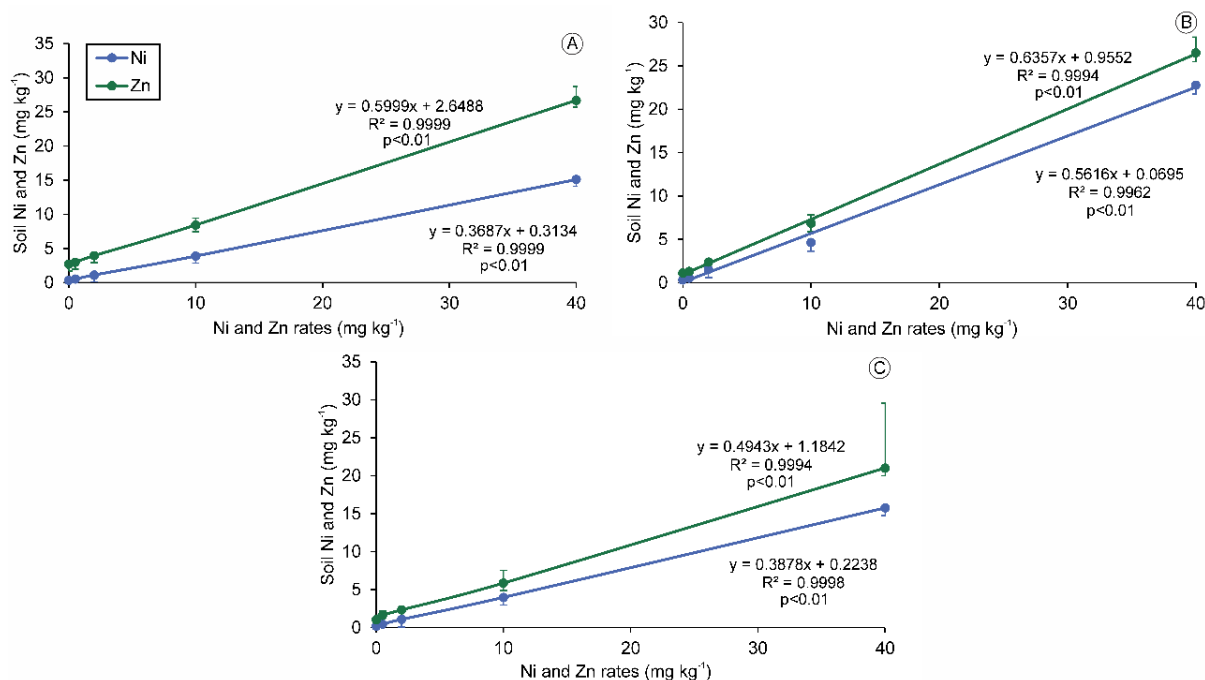 Ni
Zn
A
35
30
25
20
15
10
5
0
Soil Ni and Zn (mg kg⁻¹)
y = 0.5999x + 2.6488
R² = 0.9999
p<0.01
y = 0.3687x + 0.3134
R² = 0.9999
p<0.01
0 10 20 30 40
Ni and Zn rates (mg kg⁻¹)
B
30
25
20
15
10
5
0
Soil Ni and Zn (mg kg⁻¹)
y = 0.6357x + 0.9552
R² = 0.9994
p<0.01
y = 0.5616x + 0.0695
R² = 0.9962
p<0.01
0 10 20 30 40
Ni and Zn rates (mg kg⁻¹)
C
35
30
25
20
15
10
5
0
Soil Ni and Zn (mg kg⁻¹)
y = 0.4943x + 1.1842
R² = 0.9994
p<0.01
y = 0.3878x + 0.2238
R² = 0.9998
p<0.01
0 10 20 30 40
Ni and Zn rates (mg kg⁻¹)